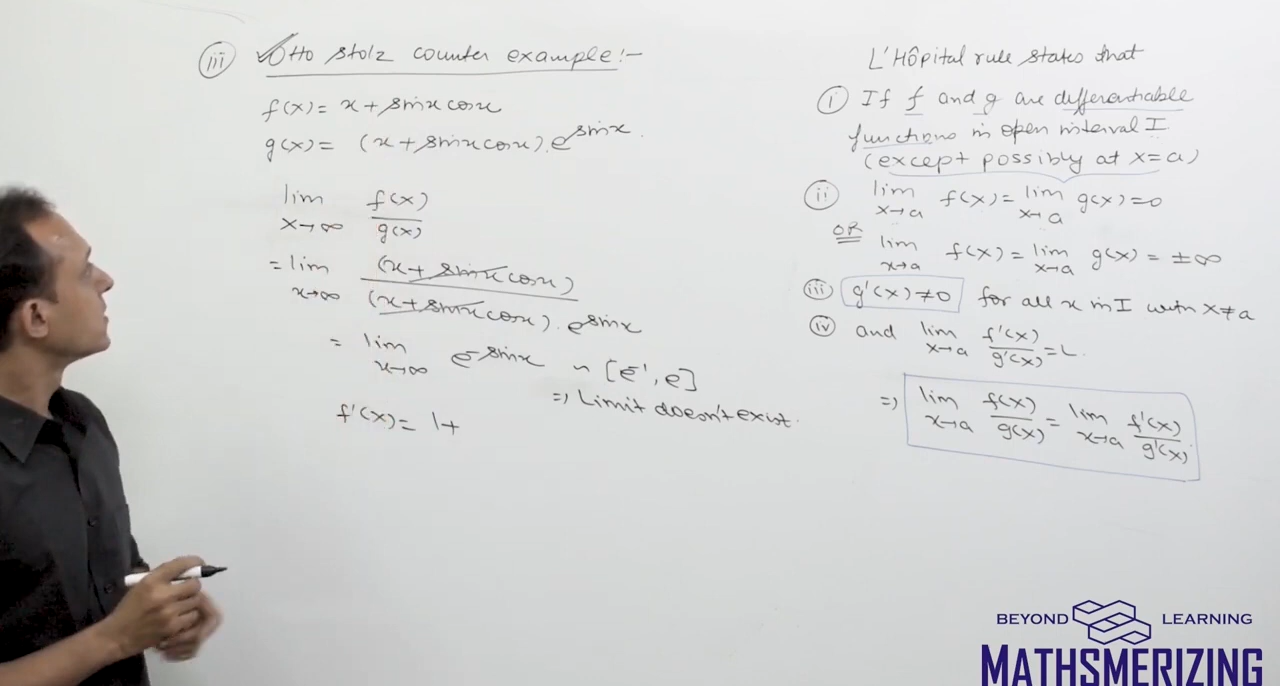 (iii) ✓Otto stolz counter example:-
f(x)= x+ sinx cosx
g(x)= (x+sinx cosx).e^sinx.
lim x→∞ f(x)/g(x)
= lim x→∞ (x+ sinx cosx)/(x+sinx cosx).e^sinx
= lim x→∞ e^-sinx ~ [e^-1, e]
=> Limit doesn't exist.
f'(x)= 1+
L'Hôpital rule states that
(i) If f and g are differentiable
functions in open interval I
(except possibly at x=a)
(ii) lim x→a f(x)= lim x→a g(x)=0
OR
lim x→a f(x)= lim x→a g(x)= ±∞
(iii) g'(x)≠0 for all x in I with x≠a
(iv) and lim x→a f'(x)/g'(x)=L.
=> lim x→a f(x)/g(x) = lim x→a f'(x)/g'(x).
BEYOND LEARNING
MATHSMERIZING